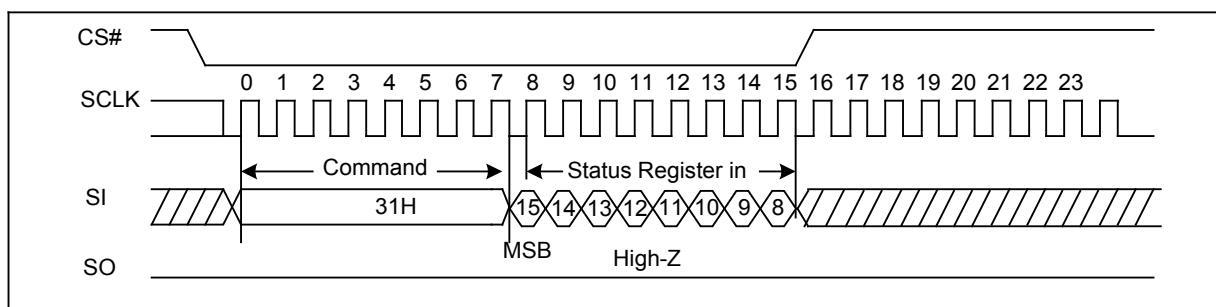 CS#
0 1 2 3 4 5 6 7 8 9 10 11 12 13 14 15 16 17 18 19 20 21 22 23
SCLK
Command Status Register in
SI 31H 15 14 13 12 11 10 9 8
MSB High-Z
SO